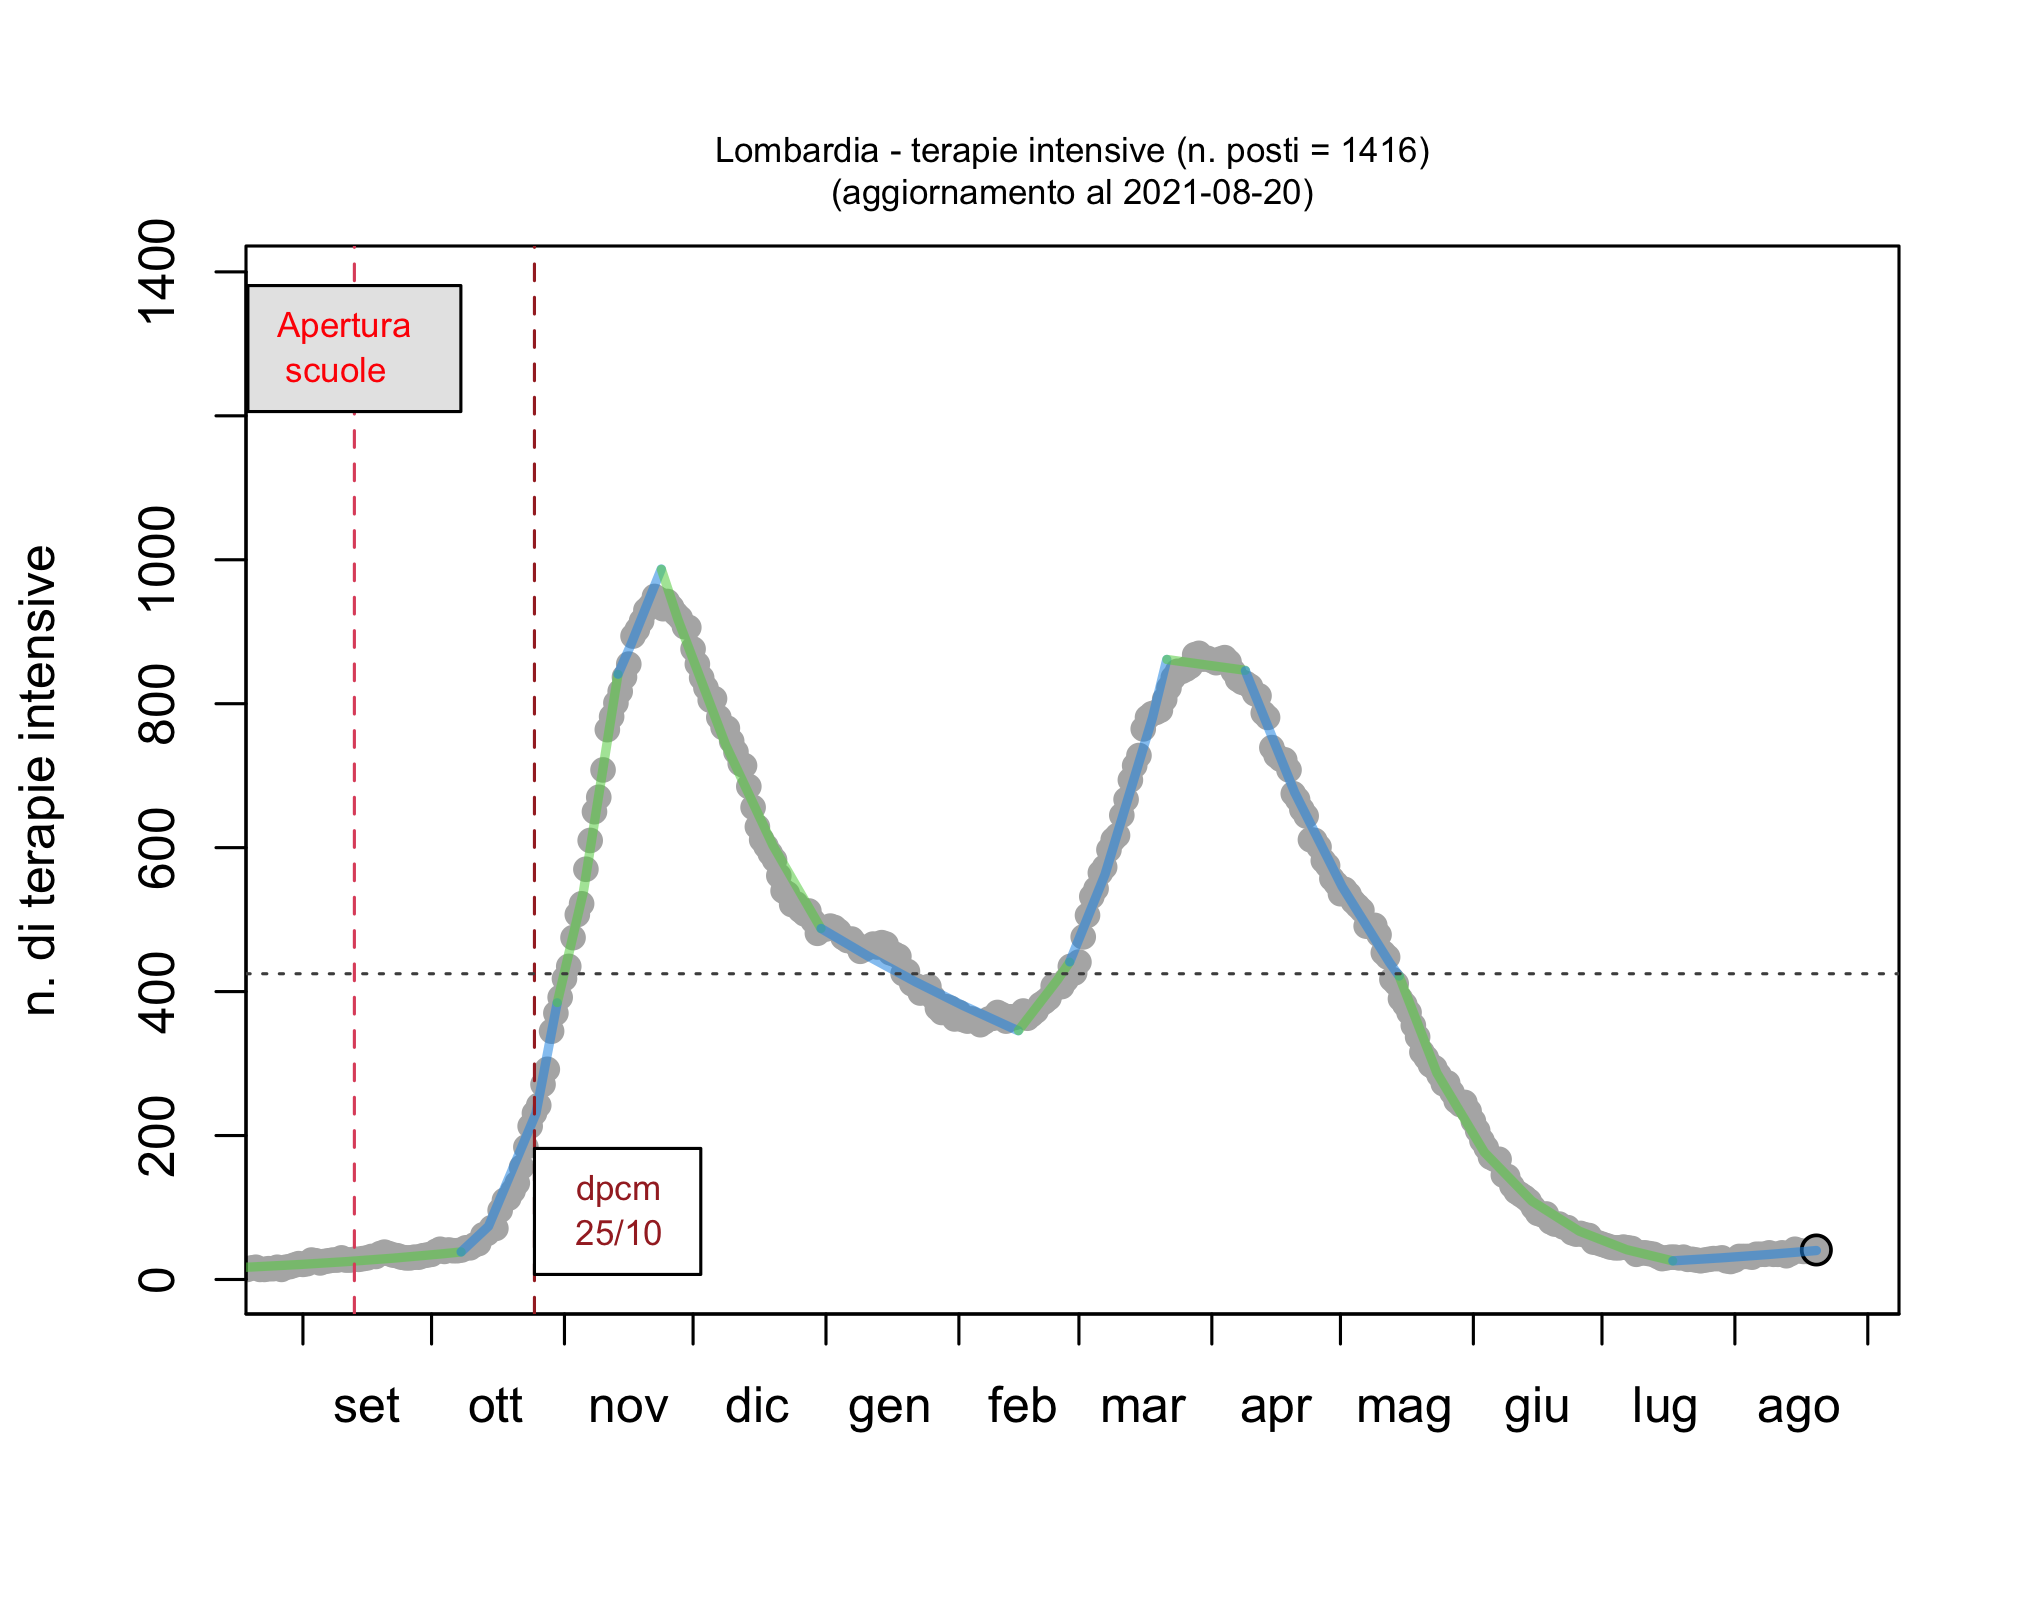 Lombardia - terapie intensive (n. posti = 1416)
(aggiornamento al 2021-08-20)
n. di terapie intensive
1400
1000
800
600
400
200
0
Apertura
scuole
dpcm
25/10
set ott nov dic gen feb mar apr mag giu lug ago